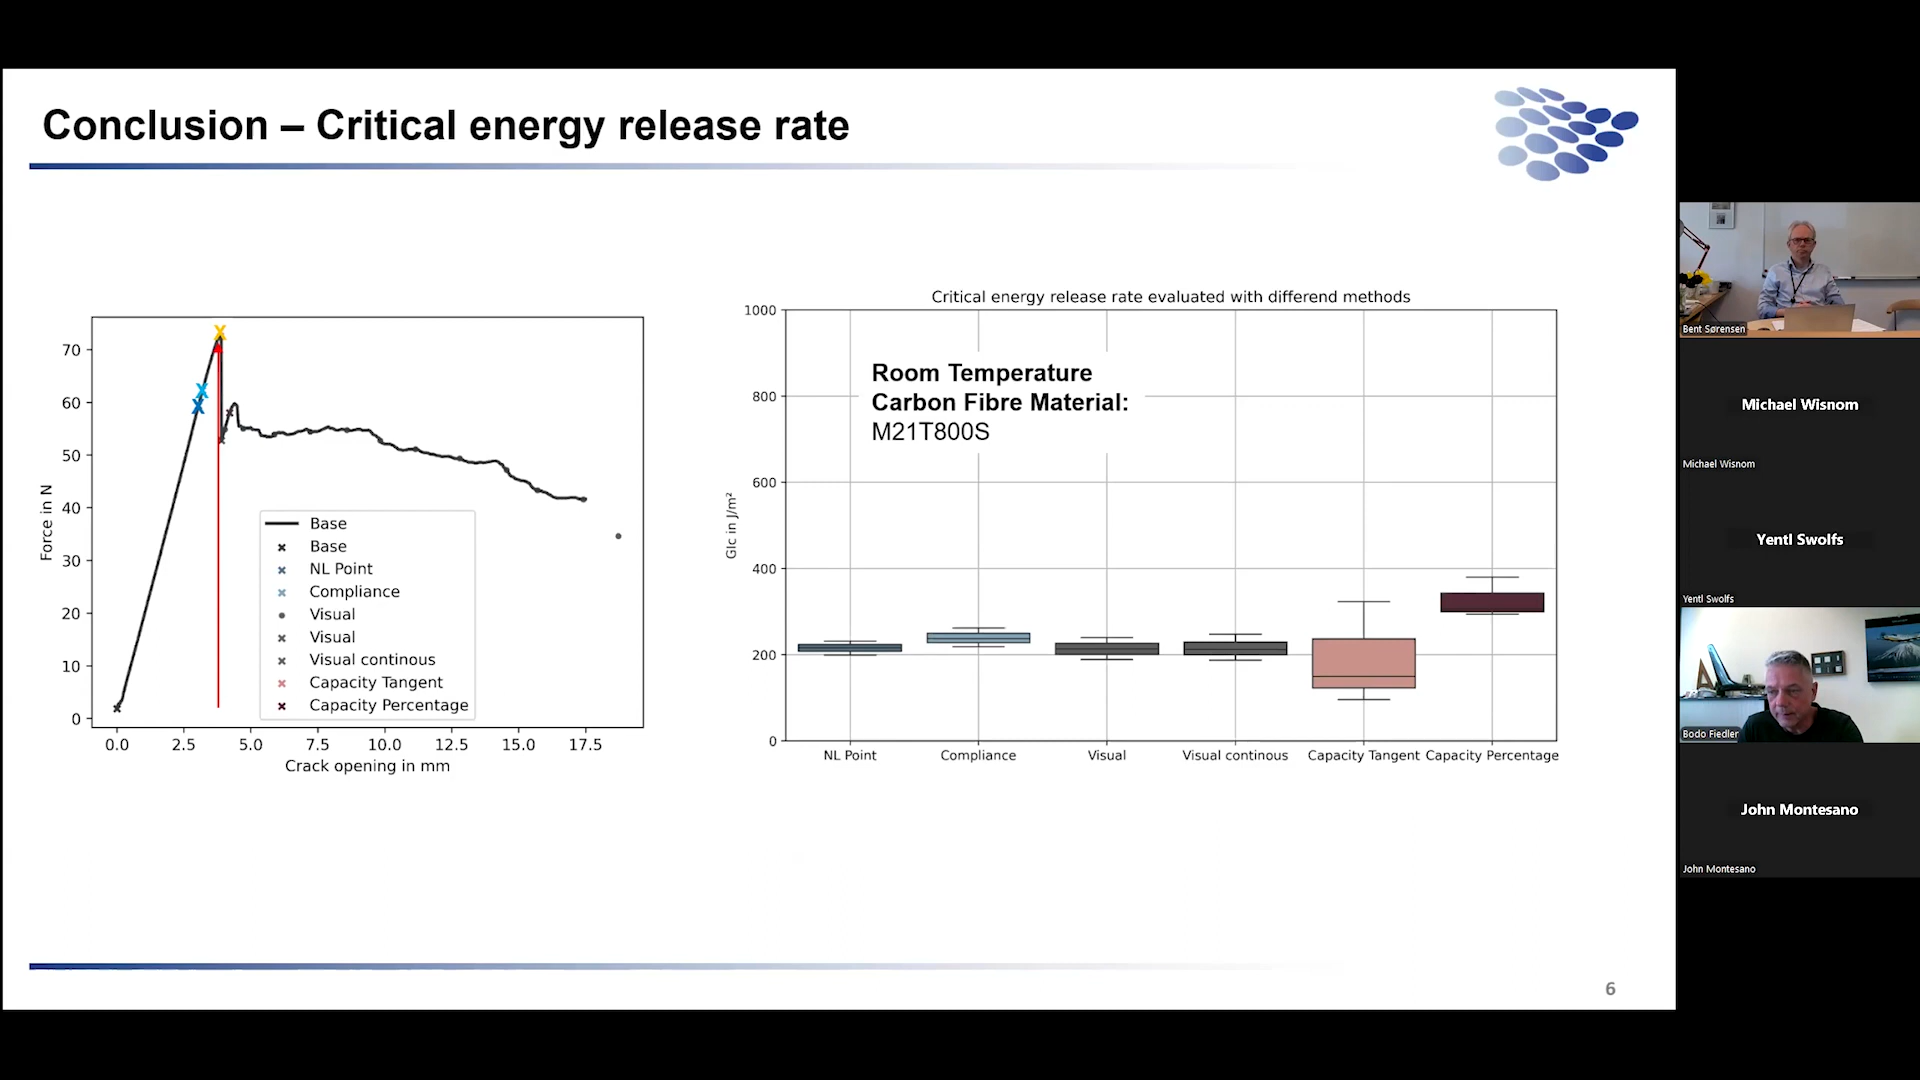 Conclusion – Critical energy release rate
70
60
50
40
30
20
10
0
Force in N
0.0 2.5 5.0 7.5 10.0 12.5 15.0 17.5
Crack opening in mm
Base
Base
NL Point
Compliance
Visual
Visual
Visual continous
Capacity Tangent
Capacity Percentage
Critical energy release rate evaluated with differend methods
1000
800
600
400
200
0
GIc in J/m²
Room Temperature
Carbon Fibre Material:
M21T800S
NL Point Compliance Visual Visual continous Capacity Tangent Capacity Percentage
6
Bent Sørensen
Michael Wisnom
Michael Wisnom
Yentl Swolfs
Yentl Swolfs
Bodo Fiedler
John Montesano
John Montesano